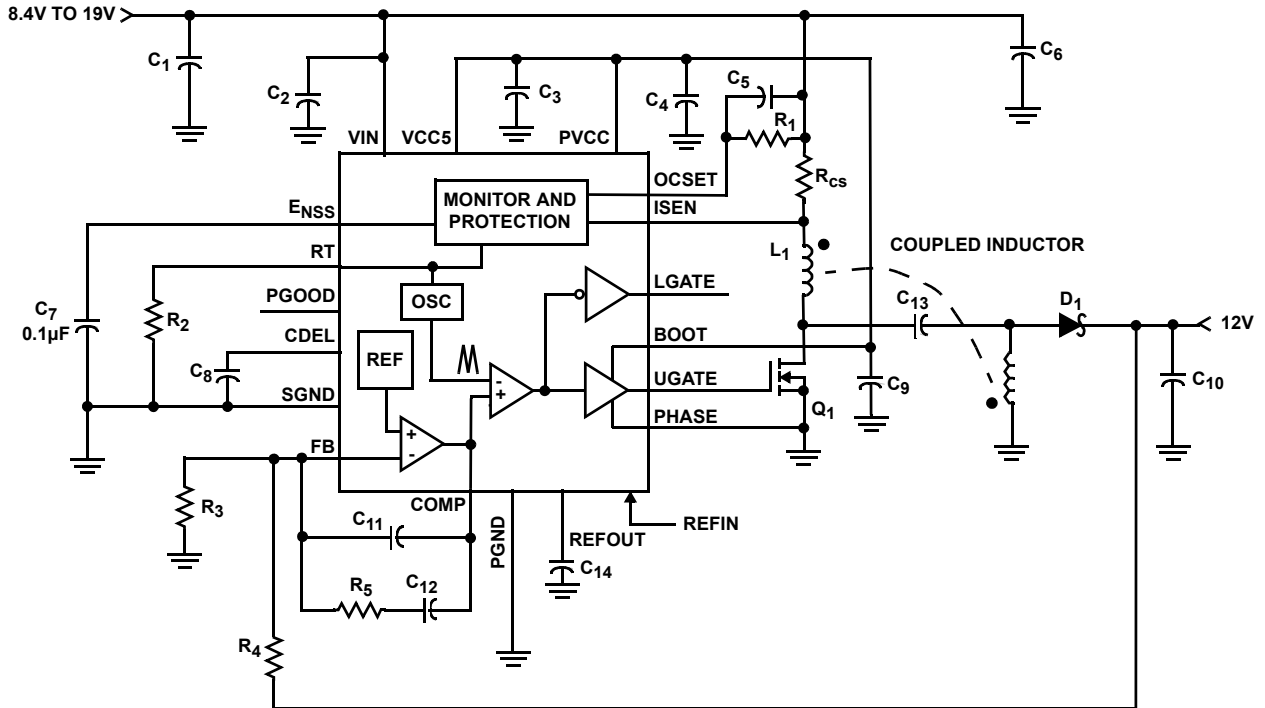 8.4V TO 19V
C1
C2
C3
C4
C5
C6
R1
VIN
VCC5
PVCC
OCSET
RCS
MONITOR AND
PROTECTION
ENSS
ISEN
RT
L1
COUPLED INDUCTOR
PGOOD
OSC
LGATE
C7
0.1µF
R2
C13
D1
12V
CDEL
REF
BOOT
C8
UGATE
C9
C10
SGND
- +
Q1
PHASE
FB
+ -
R3
COMP
PGND
REFOUT
REFIN
C11
C14
R5
C12
R4